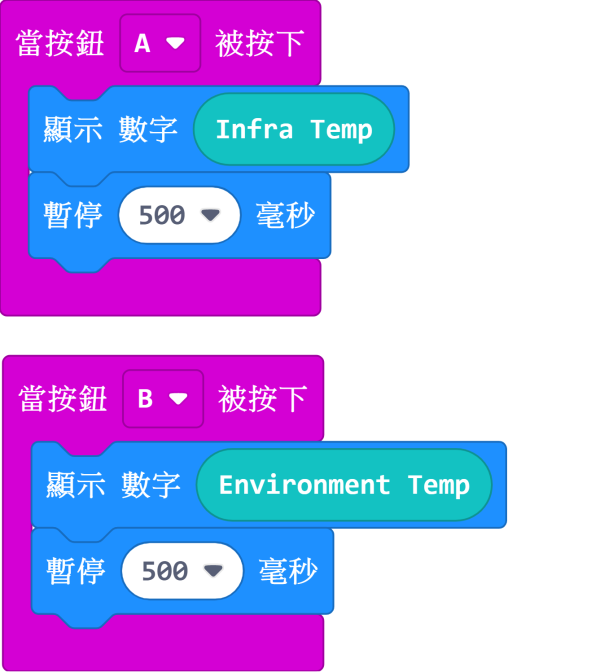 當按鈕 A 被按下
顯示 數字 Infra Temp
暫停 500 毫秒
當按鈕 B 被按下
顯示 數字 Environment Temp
暫停 500 毫秒